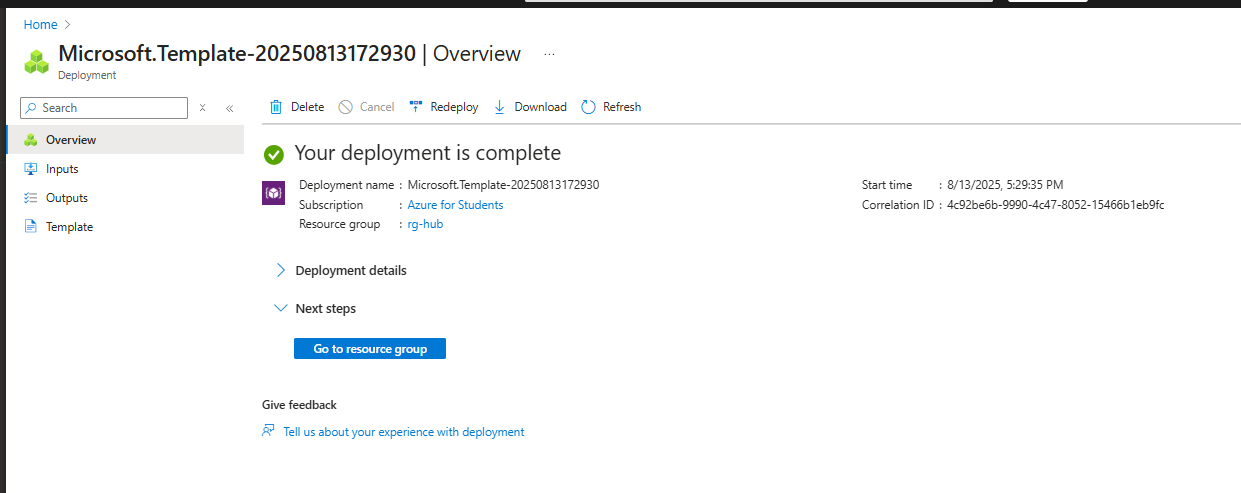 Home >
Microsoft.Template-20250813172930 | Overview ...
Deployment
Search
Delete Cancel Redeploy Download Refresh
Overview
Inputs
Outputs
Template
Your deployment is complete
Deployment name : Microsoft.Template-20250813172930
Subscription : Azure for Students
Resource group : rg-hub
Start time : 8/13/2025, 5:29:35 PM
Correlation ID : 4c92be6b-9990-4c47-8052-15466b1eb9fc
Deployment details
Next steps
Go to resource group
Give feedback
Tell us about your experience with deployment